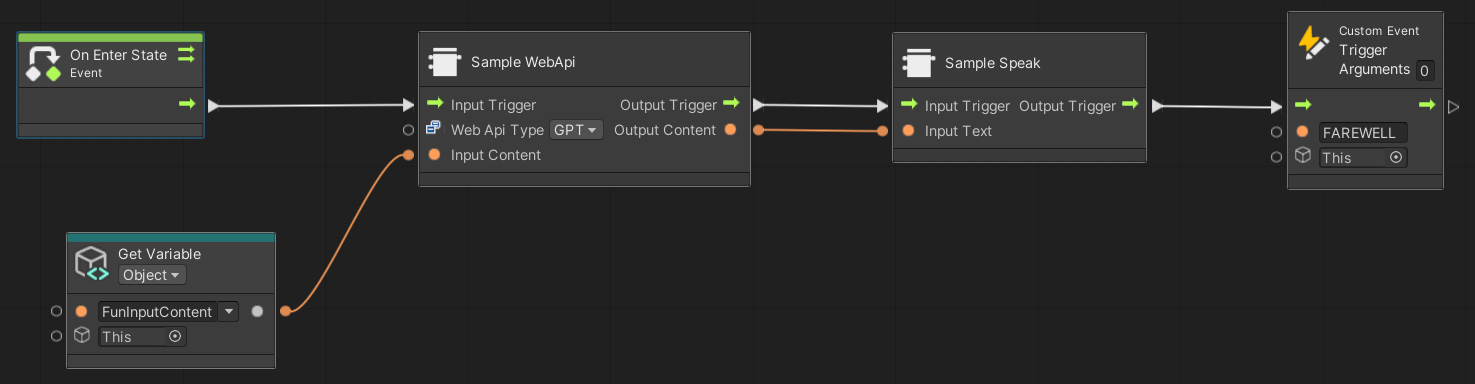 On Enter State
Event
Sample WebApi
Input Trigger Output Trigger
Web Api Type GPT Output Content
Input Content
Sample Speak
Input Trigger Output Trigger
Input Text
Custom Event
Trigger
Arguments 0
FAREWELL
This
Get Variable
Object
FunInputContent
This